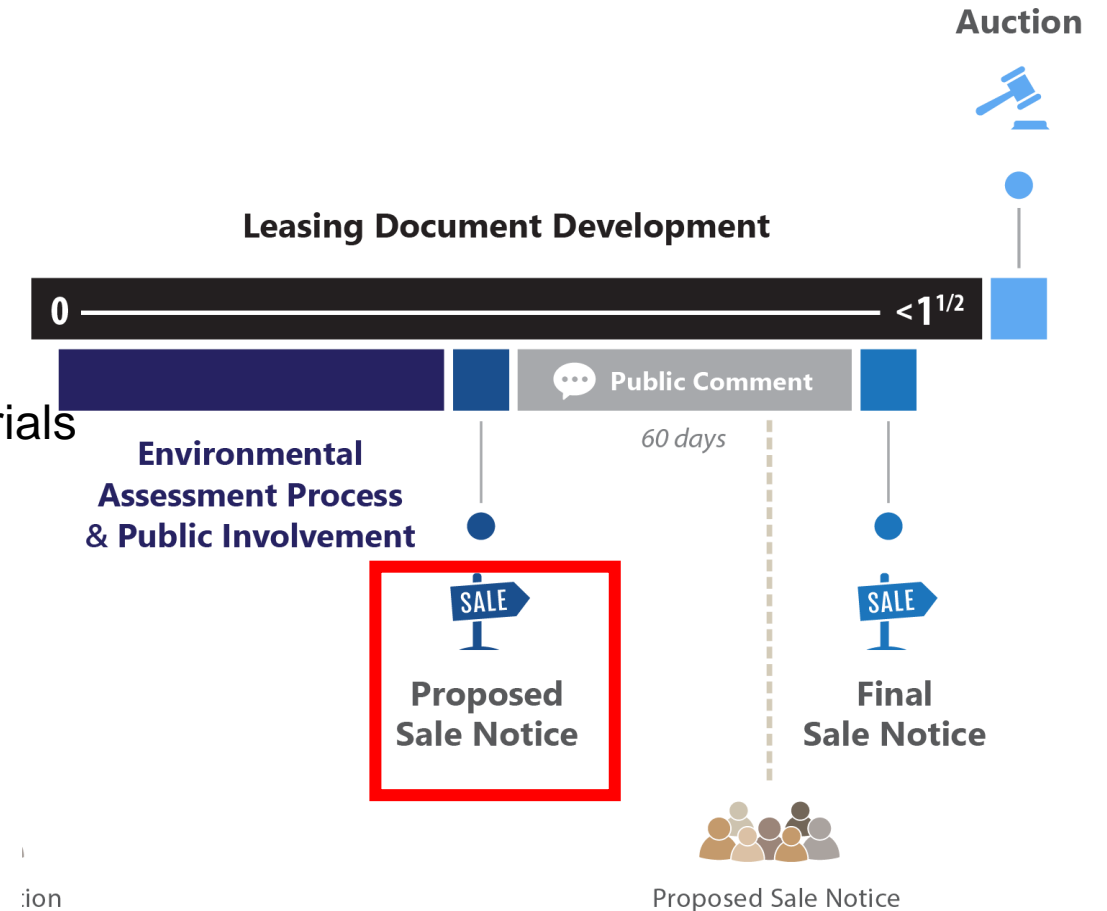 Auction
Leasing Document Development
0 <1 1/2
Public Comment
rials
60 days
Environmental
Assessment Process
& Public Involvement
SALE
SALE
Proposed
Sale Notice
Final
Sale Notice
tion
Proposed Sale Notice